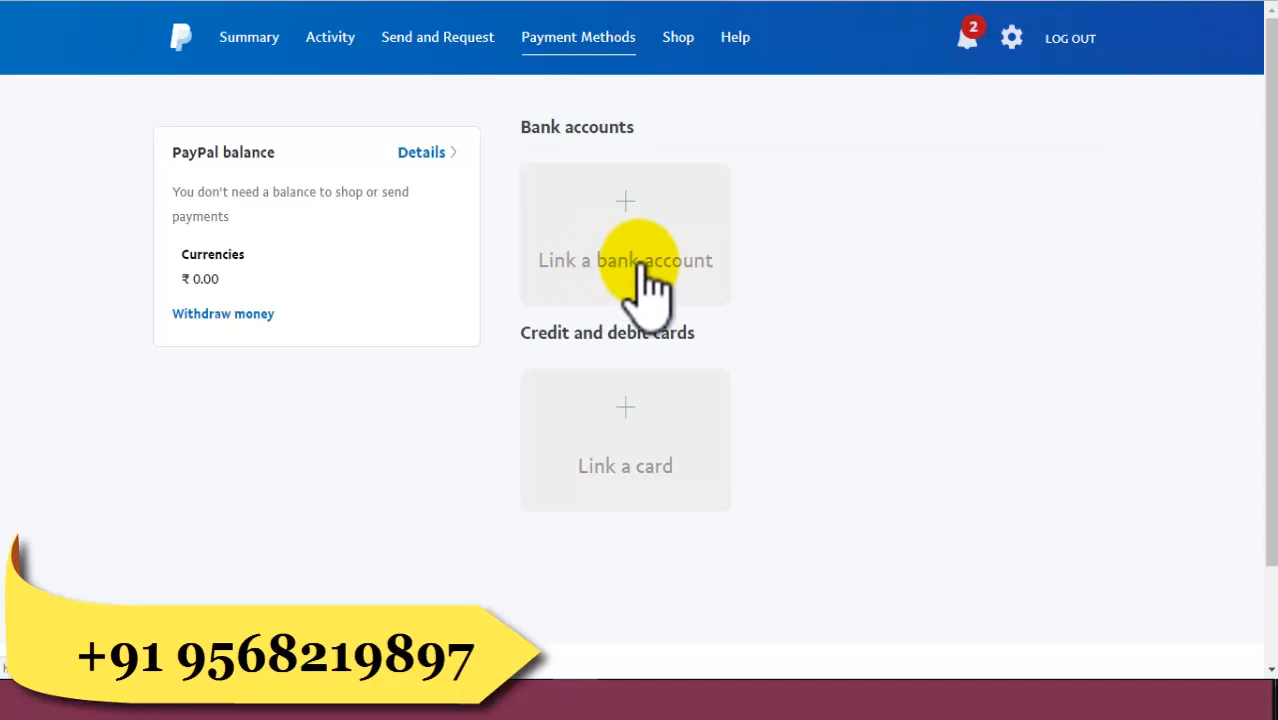 Summary Activity Send and Request Payment Methods Shop Help 2 LOG OUT
PayPal balance Details
You don't need a balance to shop or send
payments
Currencies
₹ 0.00
Withdraw money
Bank accounts
Link a bank account
Credit and debit cards
Link a card
+91 9568219897